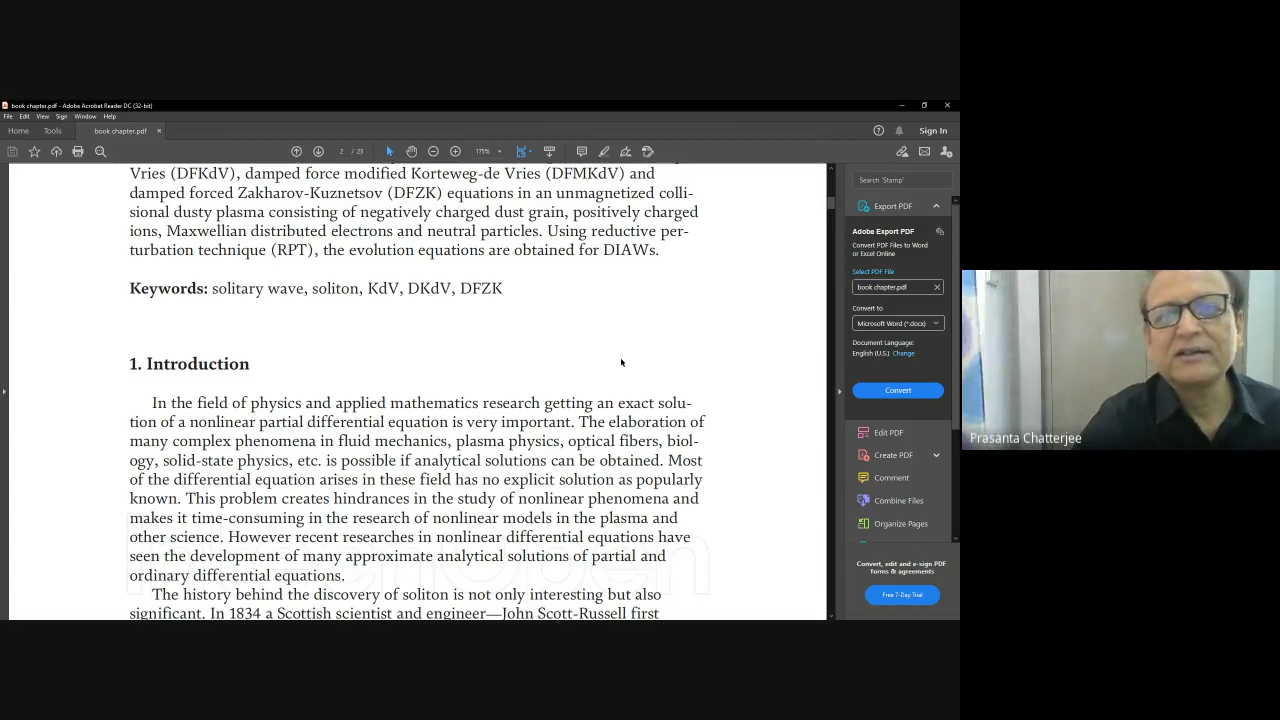 book chapter.pdf - Adobe Acrobat Reader DC (32-bit)
File Edit View Sign Window Help
Home Tools book chapter.pdf × Sign In
2 / 23 175%
Vries (DFKdV), damped force modified Korteweg-de Vries (DFMKdV) and
damped forced Zakharov-Kuznetsov (DFZK) equations in an unmagnetized colli-
sional dusty plasma consisting of negatively charged dust grain, positively charged
ions, Maxwellian distributed electrons and neutral particles. Using reductive per-
turbation technique (RPT), the evolution equations are obtained for DIAWs.
Keywords: solitary wave, soliton, KdV, DKdV, DFZK
1. Introduction
In the field of physics and applied mathematics research getting an exact solu-
tion of a nonlinear partial differential equation is very important. The elaboration of
many complex phenomena in fluid mechanics, plasma physics, optical fibers, biol-
ogy, solid-state physics, etc. is possible if analytical solutions can be obtained. Most
of the differential equation arises in these field has no explicit solution as popularly
known. This problem creates hindrances in the study of nonlinear phenomena and
makes it time-consuming in the research of nonlinear models in the plasma and
other science. However recent researches in nonlinear differential equations have
seen the development of many approximate analytical solutions of partial and
ordinary differential equations.
The history behind the discovery of soliton is not only interesting but also
significant. In 1834 a Scottish scientist and engineer—John Scott-Russell first
Search 'Stamp'
Export PDF
Adobe Export PDF
Convert PDF Files to Word
or Excel Online
Select PDF File
book chapter.pdf
Convert to
Microsoft Word (*.docx)
Document Language:
English (U.S.) Change
Convert
Edit PDF
Create PDF
Comment
Combine Files
Organize Pages
Convert, edit and e-sign PDF
forms & agreements
Free 7-Day Trial
Prasanta Chatterjee